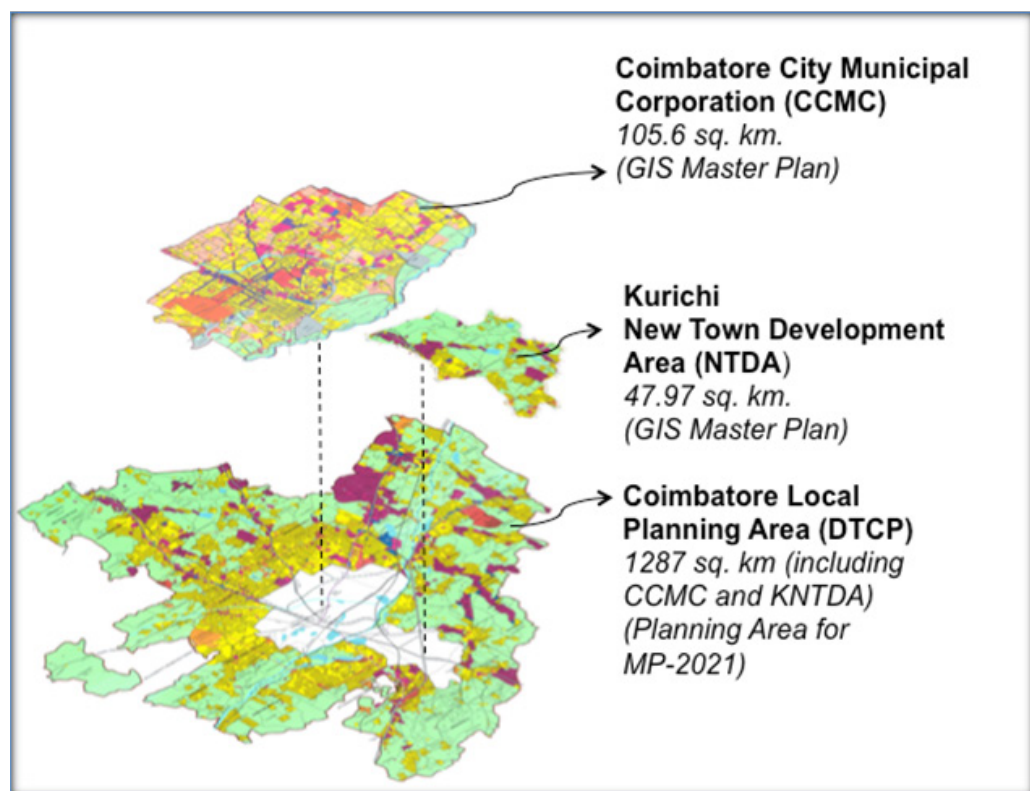 Coimbatore City Municipal
Corporation (CCMC)
105.6 sq. km.
(GIS Master Plan)
Kurichi
New Town Development
Area (NTDA)
47.97 sq. km.
(GIS Master Plan)
Coimbatore Local
Planning Area (DTCP)
1287 sq. km (including
CCMC and KNTDA)
(Planning Area for
MP-2021)